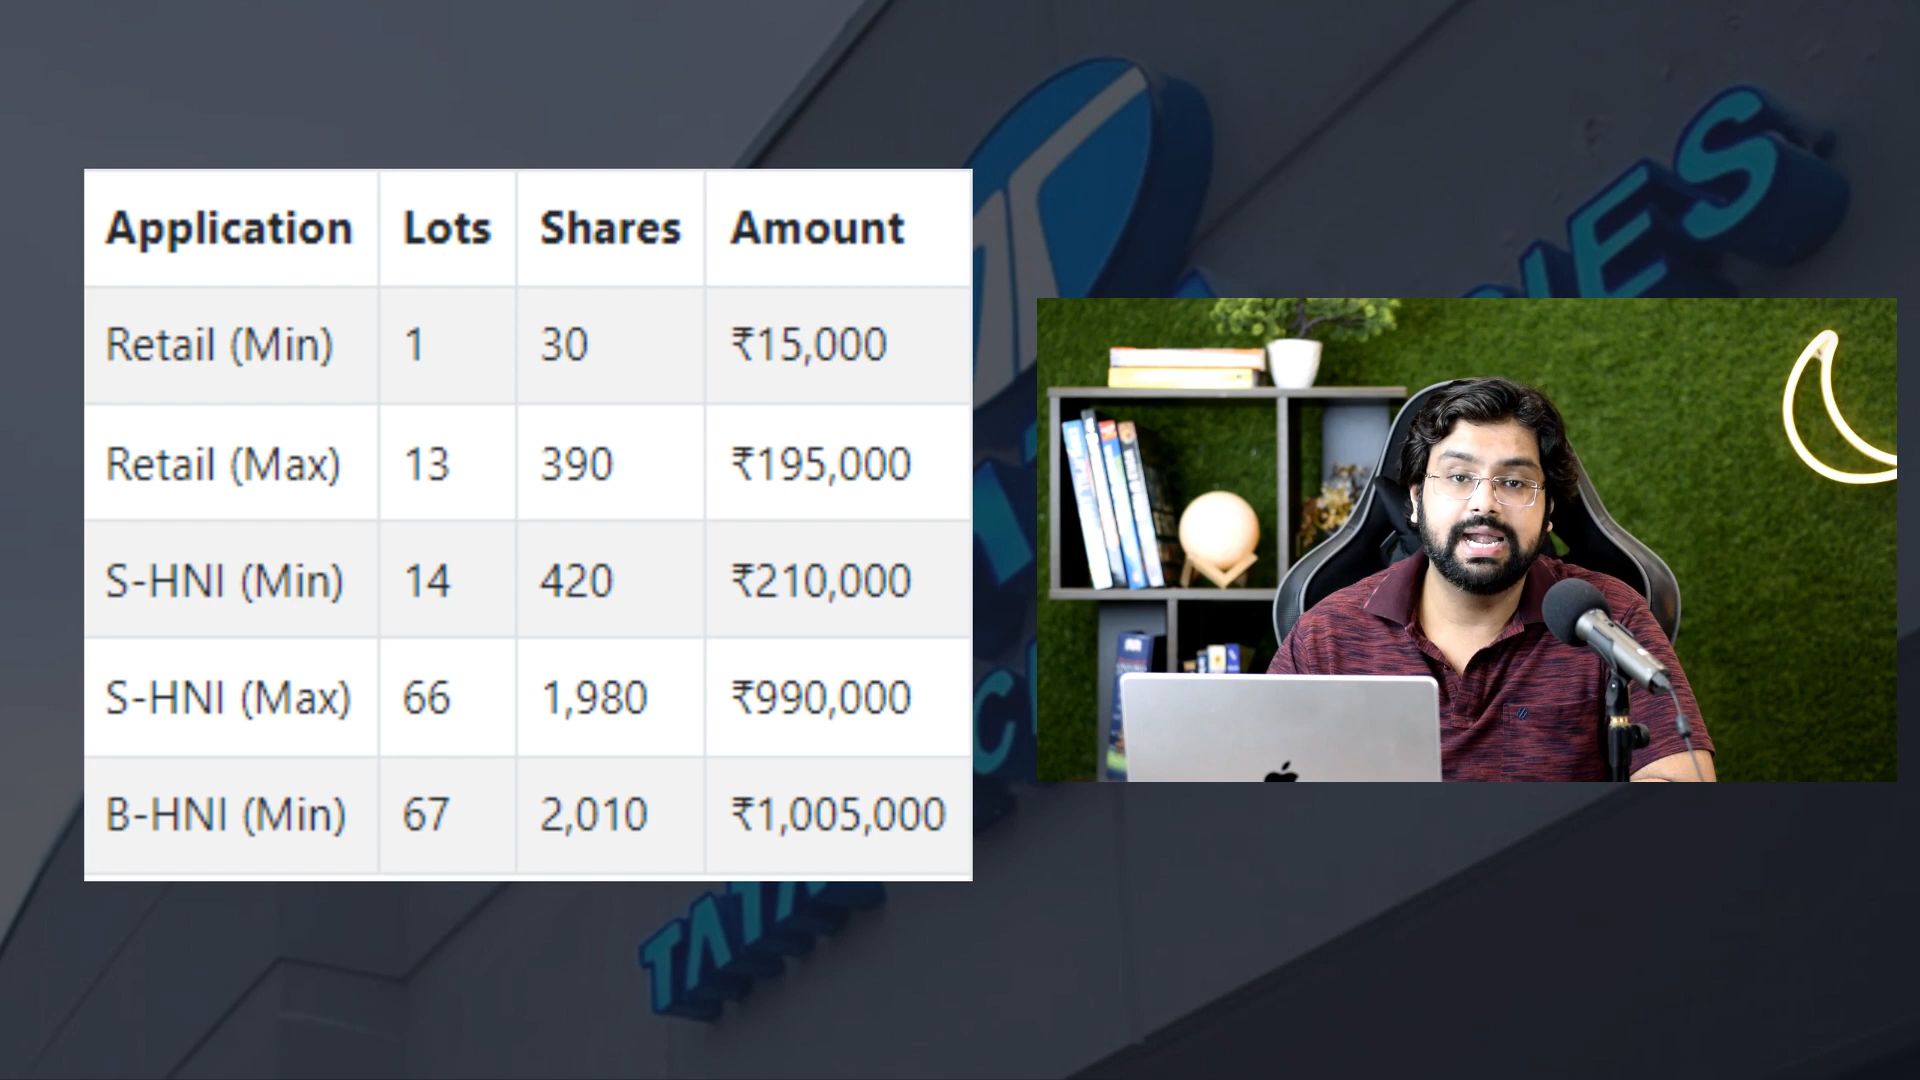 Application Lots Shares Amount
Retail (Min) 1 30 ₹15,000
Retail (Max) 13 390 ₹195,000
S-HNI (Min) 14 420 ₹210,000
S-HNI (Max) 66 1,980 ₹990,000
B-HNI (Min) 67 2,010 ₹1,005,000
TATA